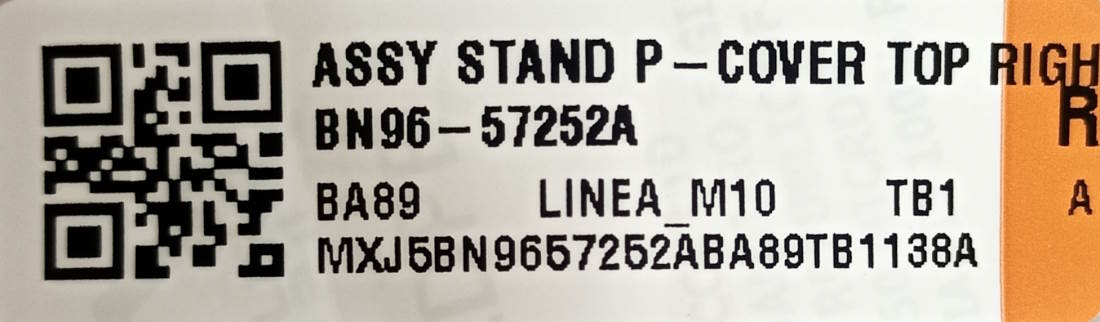 ASSY STAND P-COVER TOP RIGH
R
BN96-57252A
BA89 LINEA_M10 TB1 A
MXJ5BN9657252ABA89TB1138A